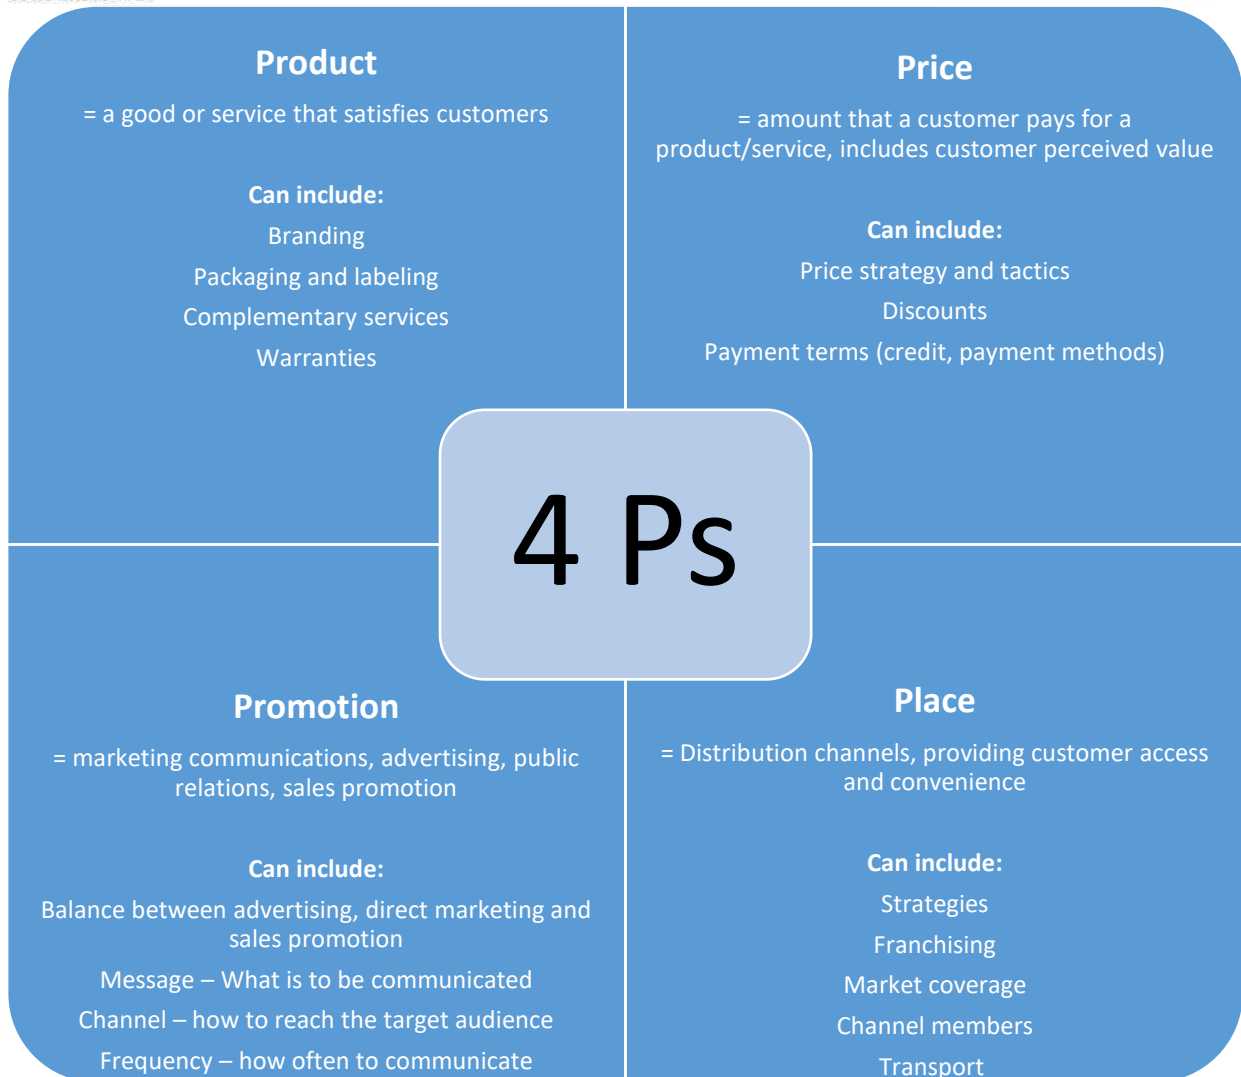 Product
= a good or service that satisfies customers
Can include:
Branding
Packaging and labeling
Complementary services
Warranties
Price
= amount that a customer pays for a
product/service, includes customer perceived value
Can include:
Price strategy and tactics
Discounts
Payment terms (credit, payment methods)
4 Ps
Promotion
= marketing communications, advertising, public
relations, sales promotion
Can include:
Balance between advertising, direct marketing and
sales promotion
Message – What is to be communicated
Channel – how to reach the target audience
Frequency – how often to communicate
Place
= Distribution channels, providing customer access
and convenience
Can include:
Strategies
Franchising
Market coverage
Channel members
Transport